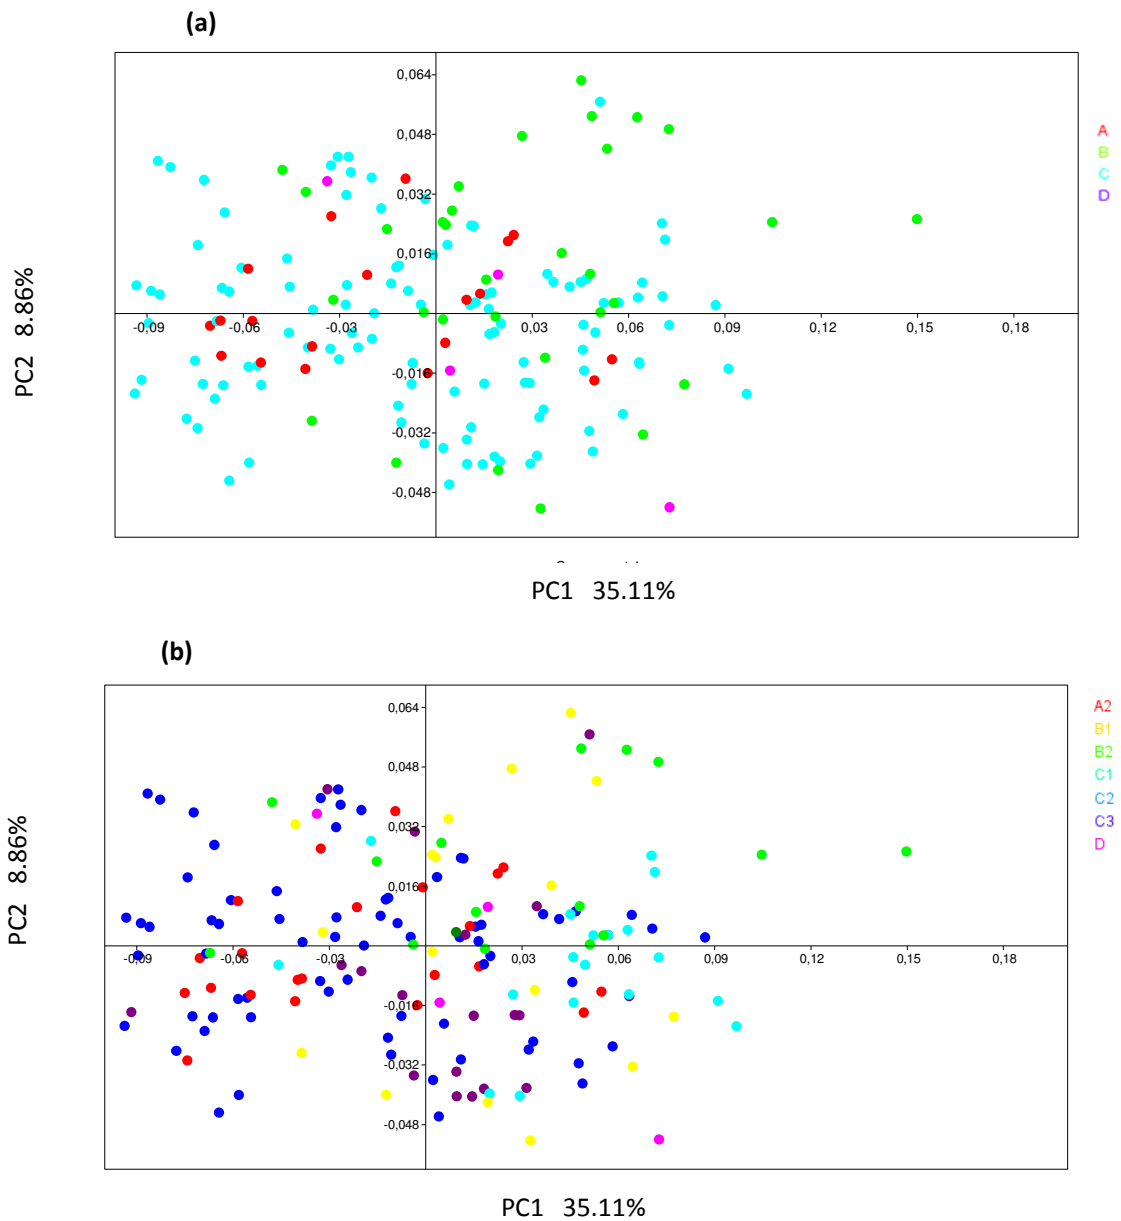 (a)
0,064
0,048
0,032
0,016
-0,09 -0,06 -0,03 0,03 0,06 0,09 0,12 0,15 0,18
-0,016
-0,032
-0,048
A
B
C
D
PC2 8.86%
PC1 35.11%
(b)
0,064
0,048
0,032
0,016
-0,09 -0,06 -0,03 0,03 0,06 0,09 0,12 0,15 0,18
-0,016
-0,032
-0,048
A2
B1
B2
C1
C2
C3
D
PC2 8.86%
PC1 35.11%